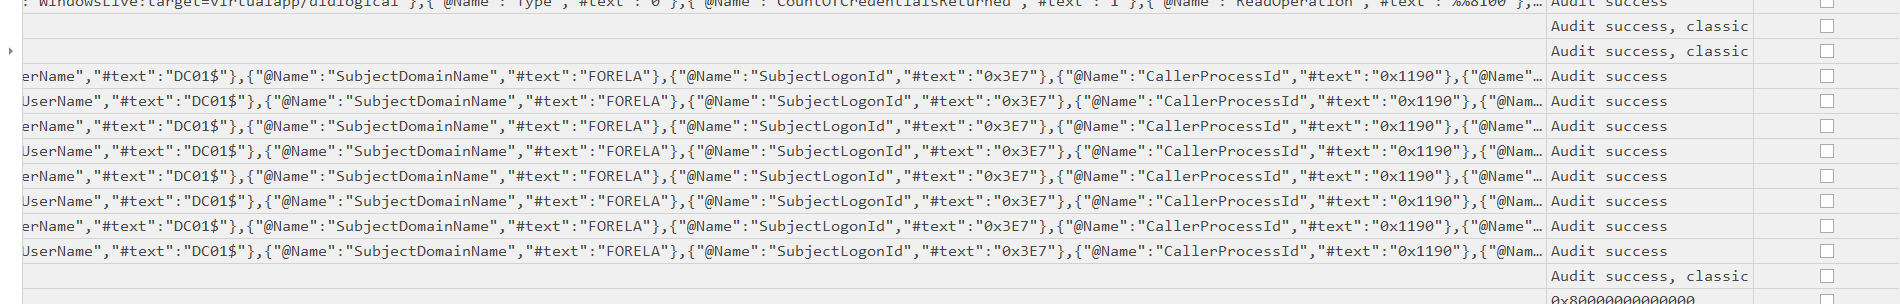 : WindowsLive:target=virtualapp/didlogical"},{"@Name":"Type","#text":"0"},{"@Name":"CountOfCredentialsReturned","#text":"1"},{"@Name":"ReadOperation","#text":"%%8100"},… Audit success
Audit success, classic
Audit success, classic
erName","#text":"DC01$"},{"@Name":"SubjectDomainName","#text":"FORELA"},{"@Name":"SubjectLogonId","#text":"0x3E7"},{"@Name":"CallerProcessId","#text":"0x1190"},{"@Name"… Audit success
UserName","#text":"DC01$"},{"@Name":"SubjectDomainName","#text":"FORELA"},{"@Name":"SubjectLogonId","#text":"0x3E7"},{"@Name":"CallerProcessId","#text":"0x1190"},{"@Nam… Audit success
erName","#text":"DC01$"},{"@Name":"SubjectDomainName","#text":"FORELA"},{"@Name":"SubjectLogonId","#text":"0x3E7"},{"@Name":"CallerProcessId","#text":"0x1190"},{"@Name"… Audit success
UserName","#text":"DC01$"},{"@Name":"SubjectDomainName","#text":"FORELA"},{"@Name":"SubjectLogonId","#text":"0x3E7"},{"@Name":"CallerProcessId","#text":"0x1190"},{"@Nam… Audit success
erName","#text":"DC01$"},{"@Name":"SubjectDomainName","#text":"FORELA"},{"@Name":"SubjectLogonId","#text":"0x3E7"},{"@Name":"CallerProcessId","#text":"0x1190"},{"@Name"… Audit success
UserName","#text":"DC01$"},{"@Name":"SubjectDomainName","#text":"FORELA"},{"@Name":"SubjectLogonId","#text":"0x3E7"},{"@Name":"CallerProcessId","#text":"0x1190"},{"@Nam… Audit success
erName","#text":"DC01$"},{"@Name":"SubjectDomainName","#text":"FORELA"},{"@Name":"SubjectLogonId","#text":"0x3E7"},{"@Name":"CallerProcessId","#text":"0x1190"},{"@Name"… Audit success
UserName","#text":"DC01$"},{"@Name":"SubjectDomainName","#text":"FORELA"},{"@Name":"SubjectLogonId","#text":"0x3E7"},{"@Name":"CallerProcessId","#text":"0x1190"},{"@Nam… Audit success
Audit success, classic
0x80000000000000